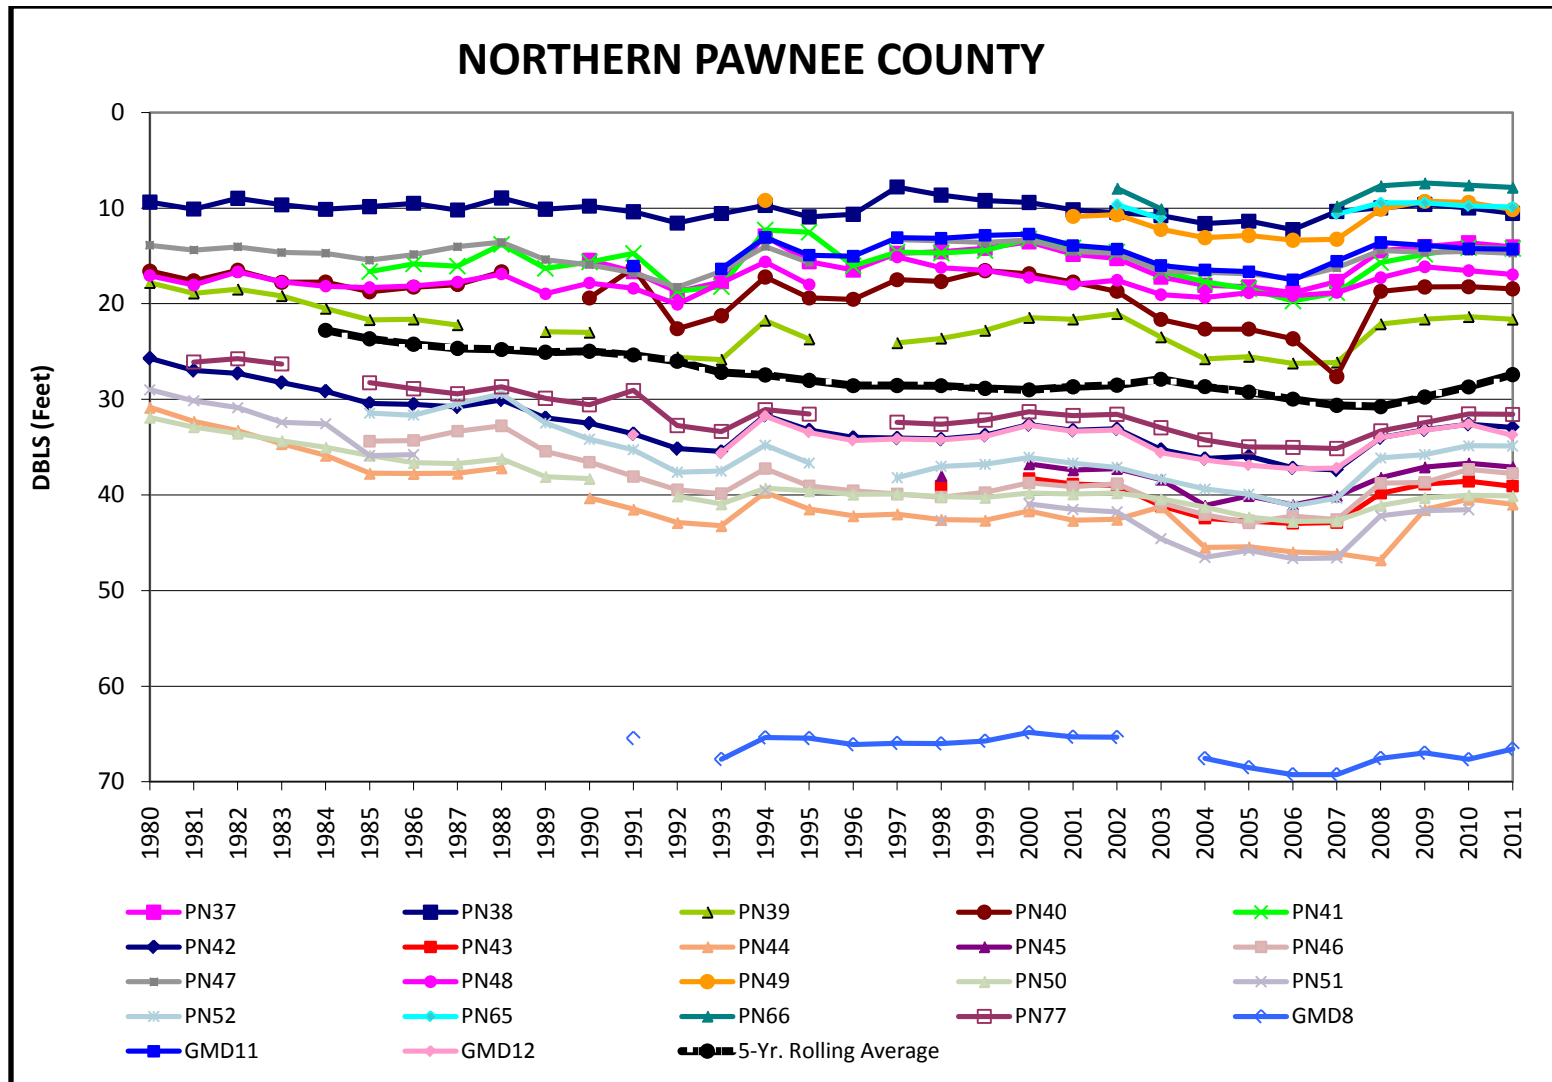 NORTHERN PAWNEE COUNTY
DBLS (Feet)
0
10
20
30
40
50
60
70
1980 1981 1982 1983 1984 1985 1986 1987 1988 1989 1990 1991 1992 1993 1994 1995 1996 1997 1998 1999 2000 2001 2002 2003 2004 2005 2006 2007 2008 2009 2010 2011
PN37 PN38 PN39 PN40 PN41
PN42 PN43 PN44 PN45 PN46
PN47 PN48 PN49 PN50 PN51
PN52 PN65 PN66 PN77 GMD8
GMD11 GMD12 5-Yr. Rolling Average